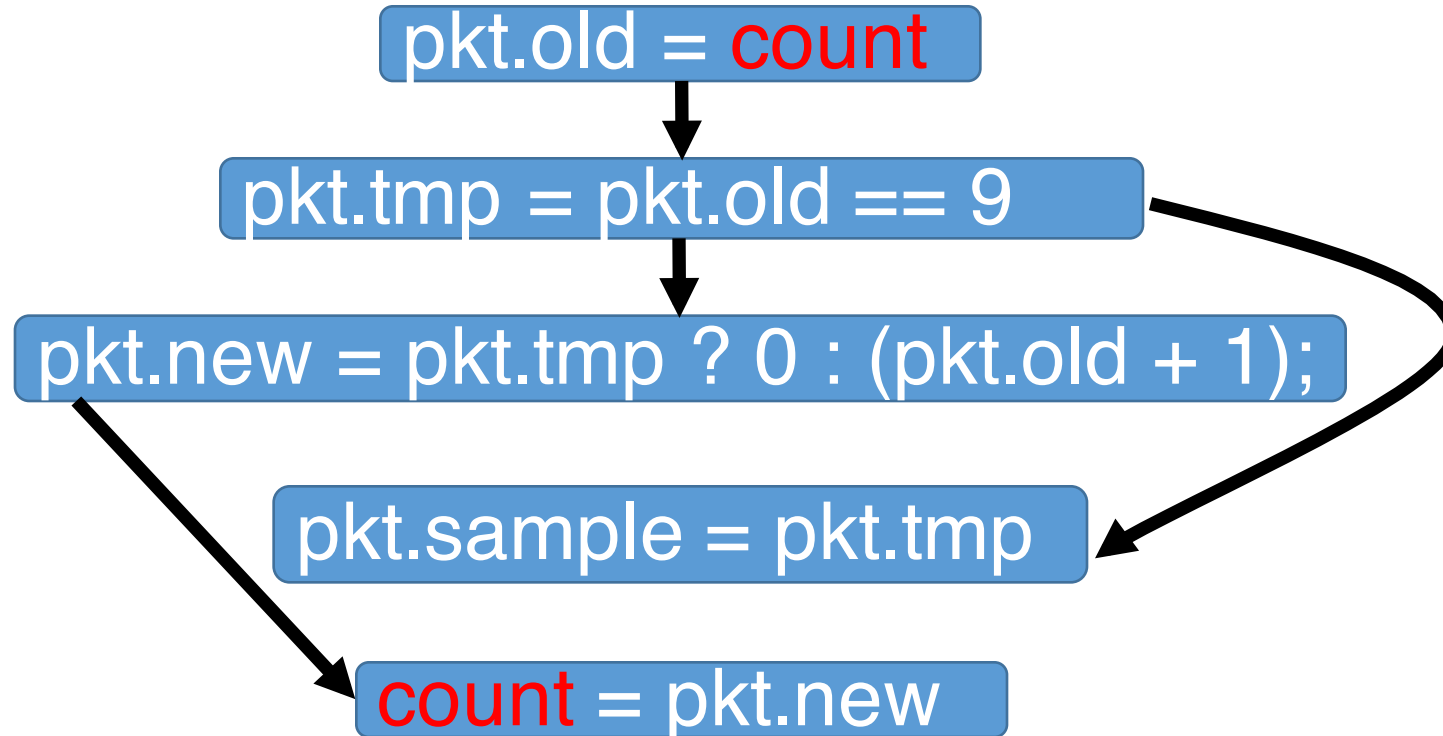 pkt.old = count
pkt.tmp = pkt.old == 9
pkt.new = pkt.tmp ? 0 : (pkt.old + 1);
pkt.sample = pkt.tmp
count = pkt.new